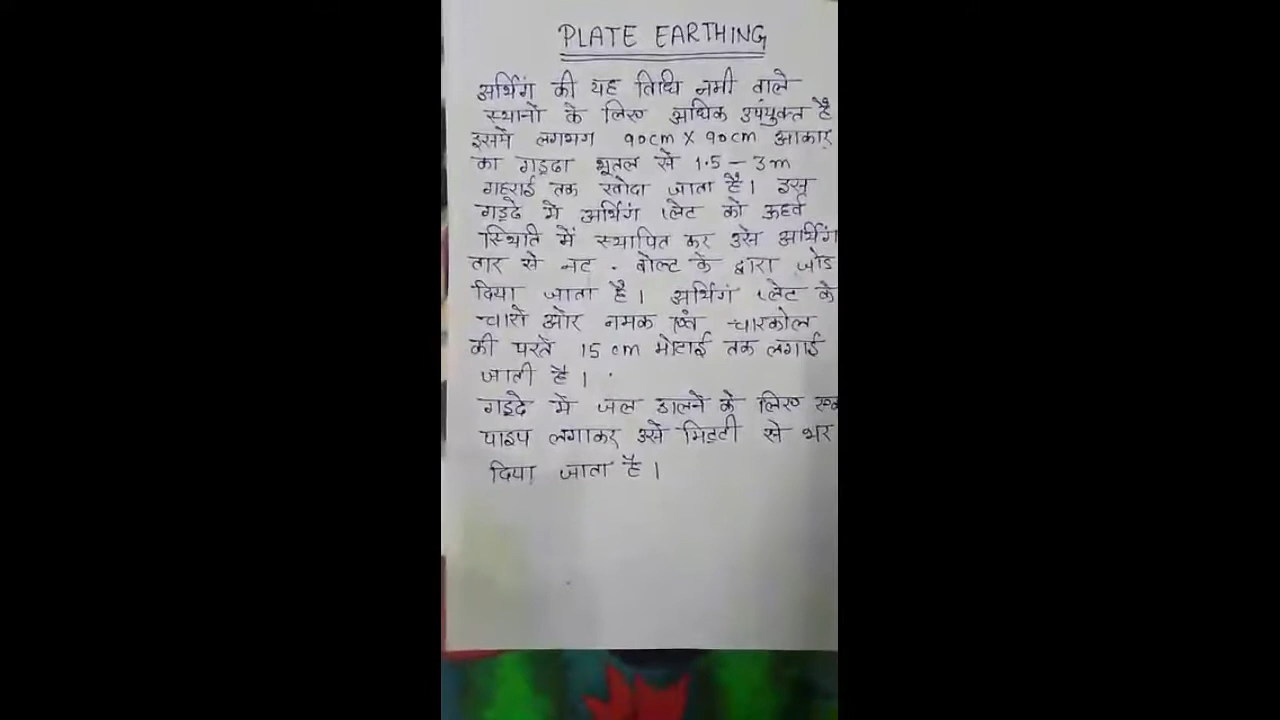 PLATE EARTHING
अर्थिंग की यह विधि नमी वाले
स्थानों के लिए अधिक उपयुक्त है
इसमें लगभग 90cm X 90cm आकार
का गड्ढा भूतल से 1.5 – 3m
गहराई तक खोदा जाता है। इस
गड्ढे मे अर्थिंग प्लेट को ऊर्ध्व
स्थिति में स्थापित कर उसे अर्थिंग
तार से नट - बोल्ट के द्वारा जोड
दिया जाता है। अर्थिंग प्लेट के
चारो ओर नमक एवं चारकोल
की परते 15 cm मोटाई तक लगाई
जाती है।
गड्ढे मे जल डालने के लिए एक
पाइप लगाकर उसे मिट्टी से भर
दिया जाता है।